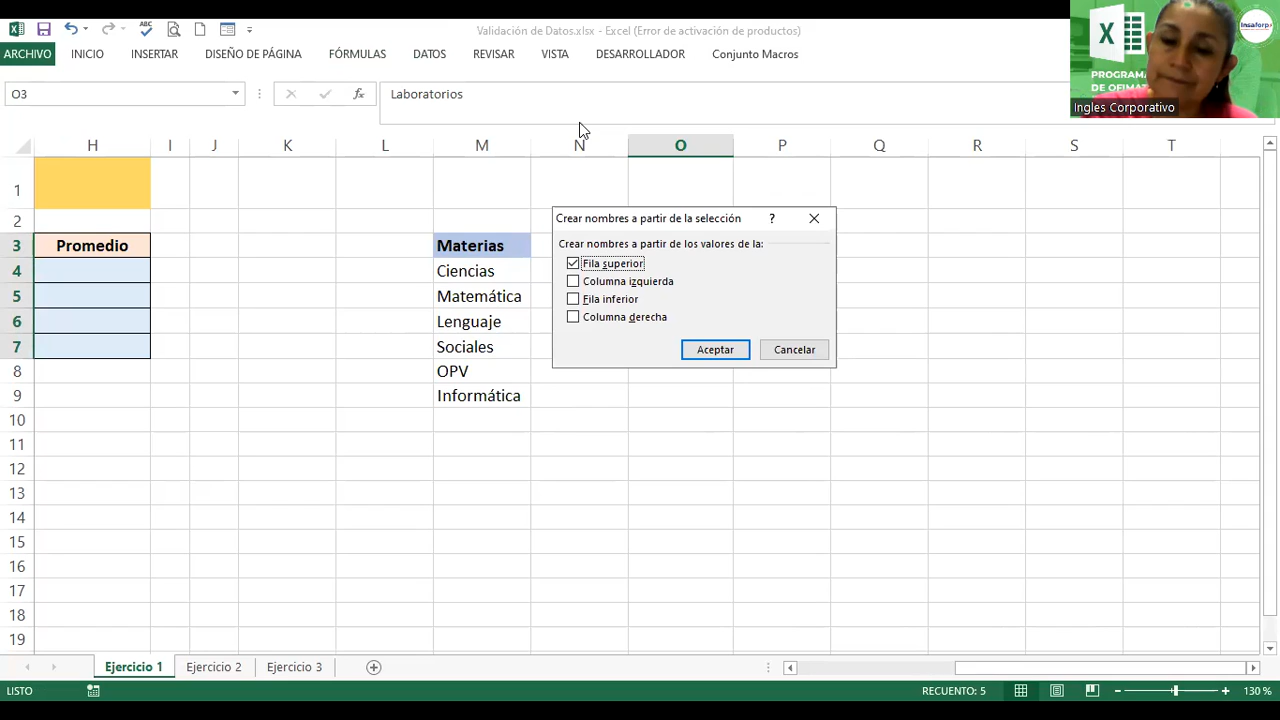 Validación de Datos.xlsx - Excel (Error de activación de productos)
ARCHIVO INICIO INSERTAR DISEÑO DE PÁGINA FÓRMULAS DATOS REVISAR VISTA DESARROLLADOR Conjunto Macros
O3 fx Laboratorios
H I J K L M N O P Q R S T
1
2
3 Promedio Materias
4 Ciencias
5 Matemática
6 Lenguaje
7 Sociales
8 OPV
9 Informática
10
11
12
13
14
15
16
17
18
19
Crear nombres a partir de la selección ?
Crear nombres a partir de los valores de la:
Fila superior
Columna izquierda
Fila inferior
Columna derecha
Aceptar Cancelar
PROGRAMA
DE OFIMÁ
Insaforp
Ingles Corporativo
Ejercicio 1 Ejercicio 2 Ejercicio 3
LISTO RECUENTO: 5 130 %